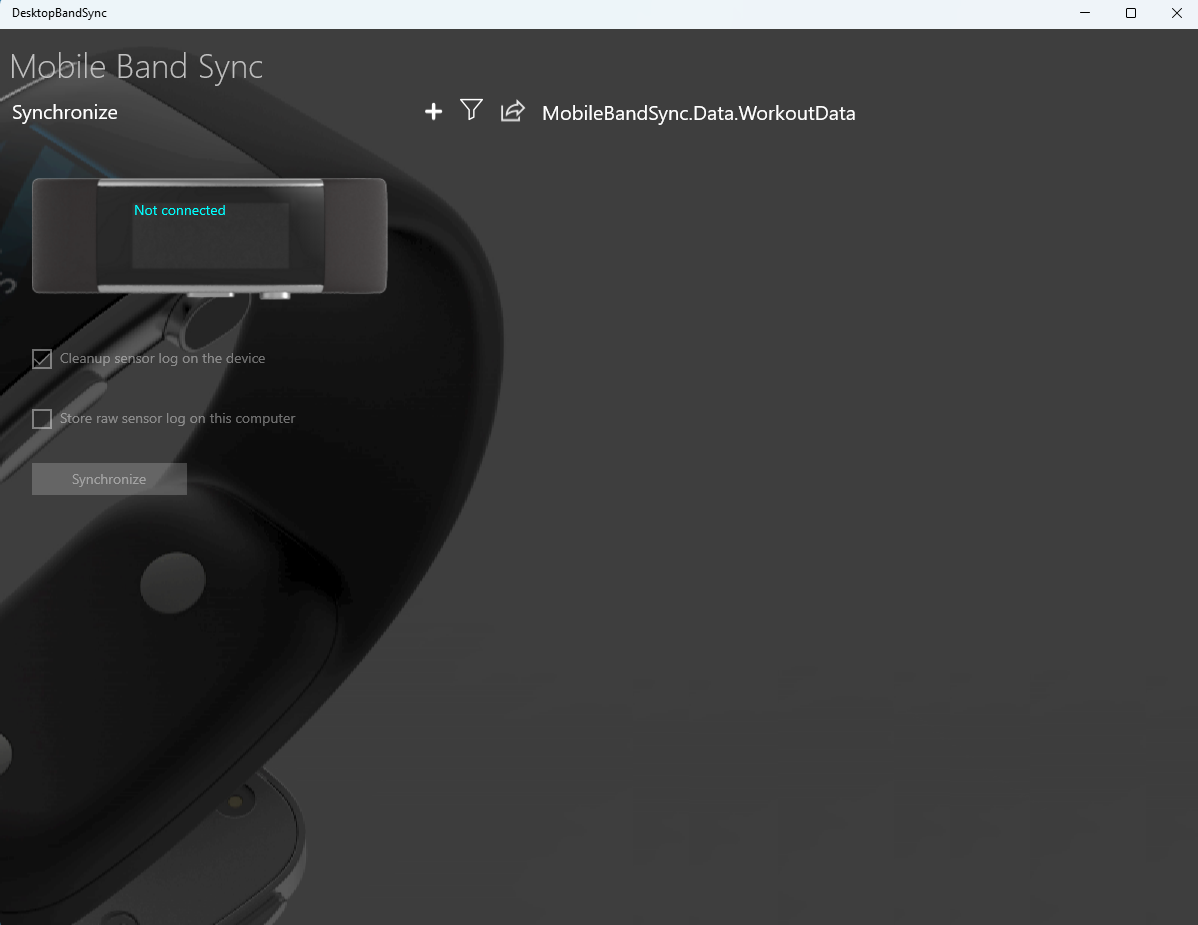 DesktopBandSync
Mobile Band Sync
Synchronize
MobileBandSync.Data.WorkoutData
Not connected
Cleanup sensor log on the device
Store raw sensor log on this computer
Synchronize